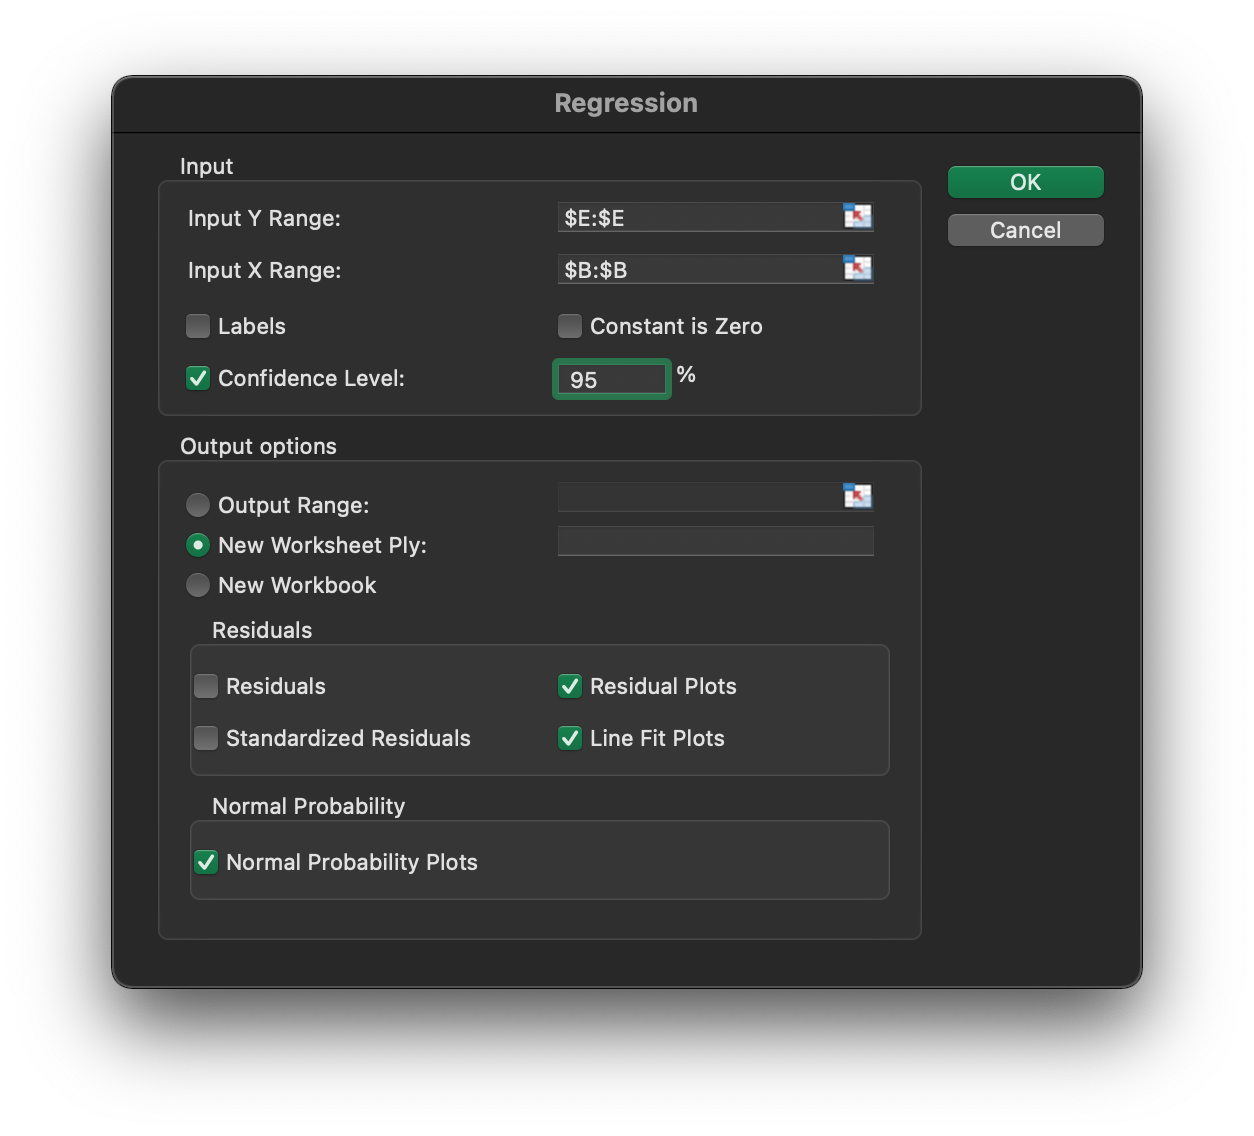 Regression
Input
OK
Input Y Range: $E:$E
Cancel
Input X Range: $B:$B
Labels Constant is Zero
Confidence Level: 95 %
Output options
Output Range:
New Worksheet Ply:
New Workbook
Residuals
Residuals Residual Plots
Standardized Residuals Line Fit Plots
Normal Probability
Normal Probability Plots